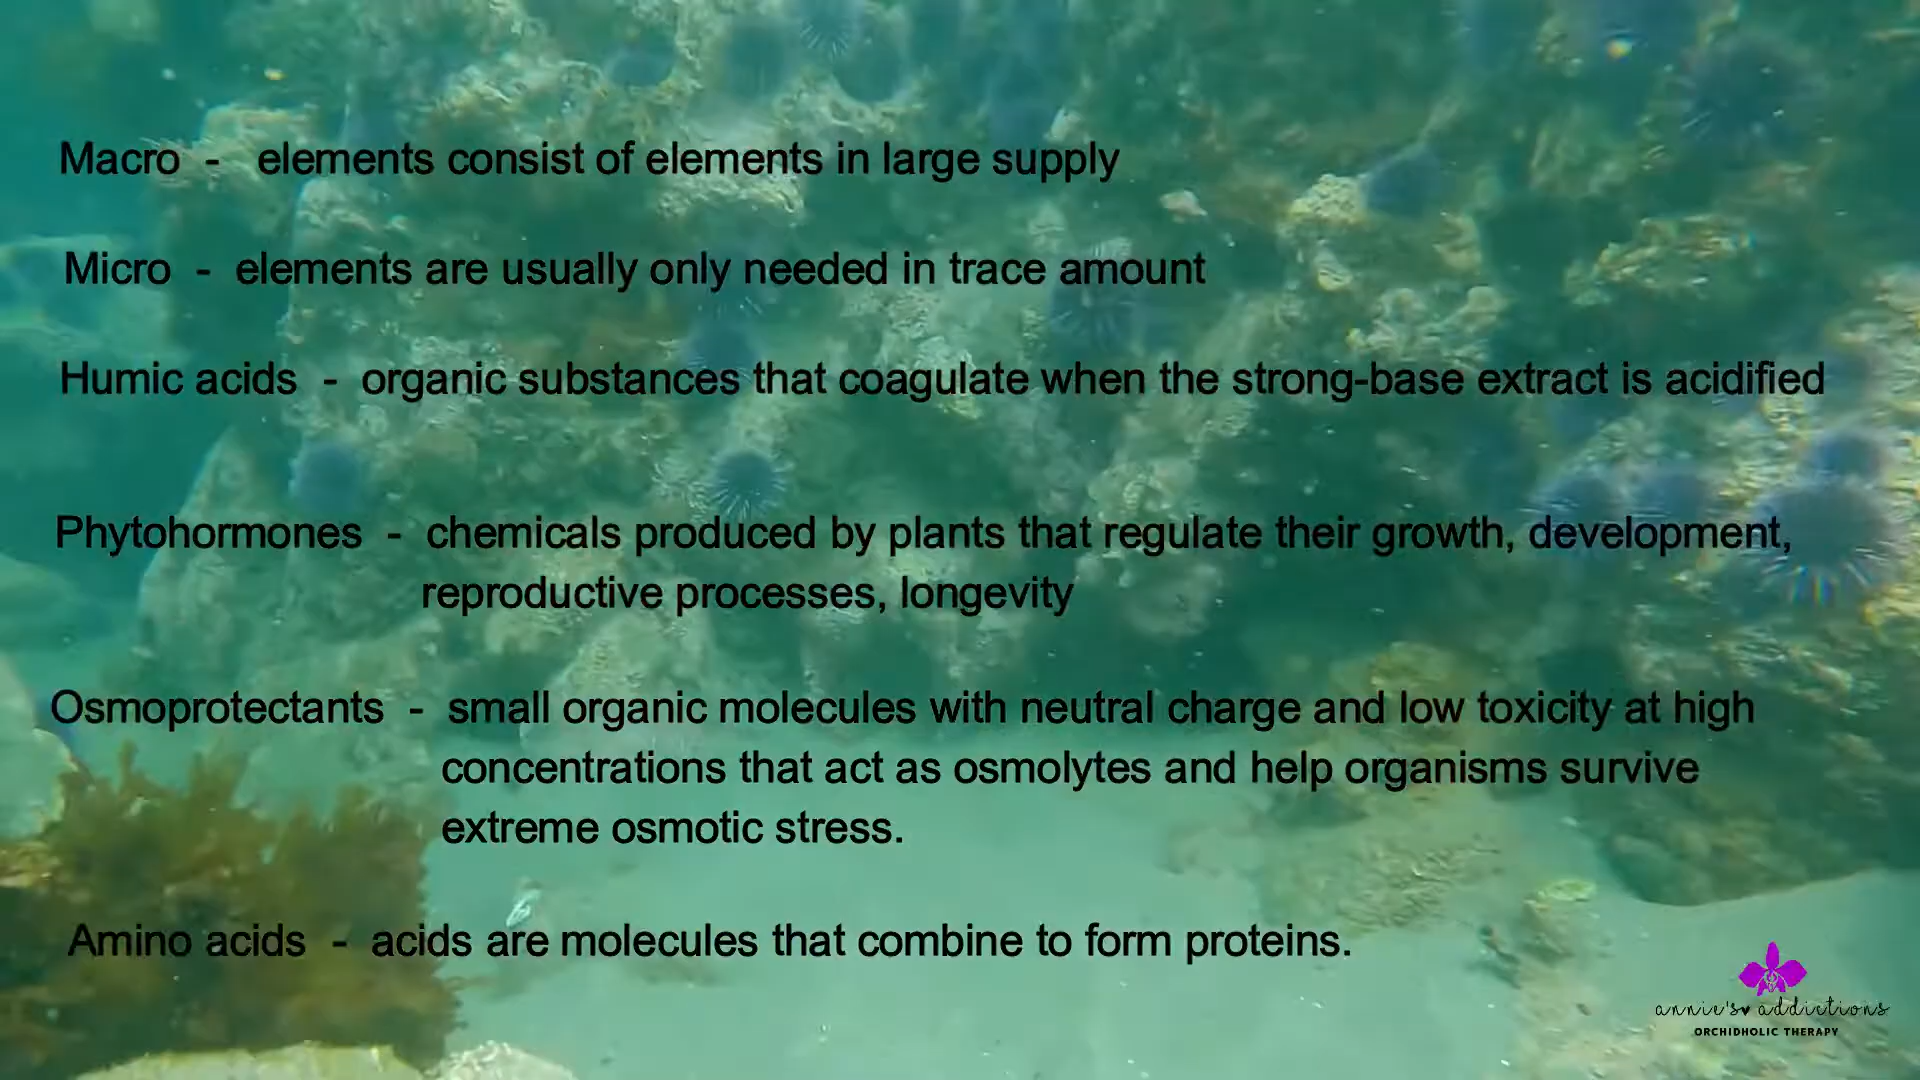 Macro - elements consist of elements in large supply
Micro - elements are usually only needed in trace amount
Humic acids - organic substances that coagulate when the strong-base extract is acidified
Phytohormones - chemicals produced by plants that regulate their growth, development,
reproductive processes, longevity
Osmoprotectants - small organic molecules with neutral charge and low toxicity at high
concentrations that act as osmolytes and help organisms survive
extreme osmotic stress.
Amino acids - acids are molecules that combine to form proteins.
annie's♥ addictions
ORCHIDHOLIC THERAPY